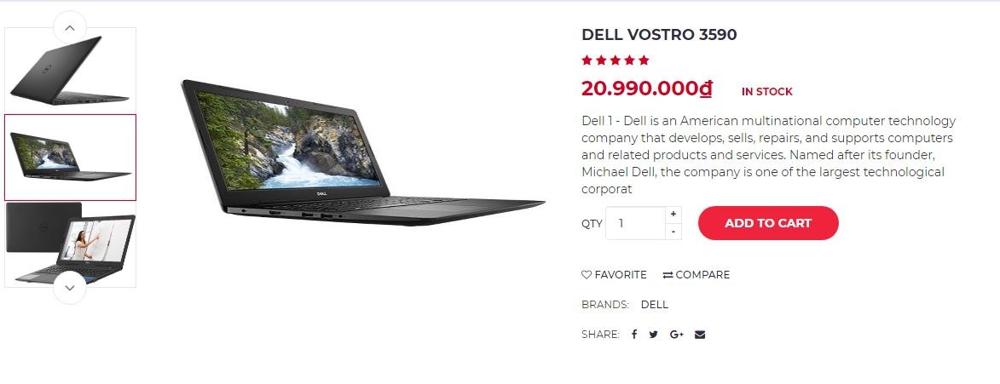 DELL VOSTRO 3590
20.990.000₫
IN STOCK
Dell 1 - Dell is an American multinational computer technology
company that develops, sells, repairs, and supports computers
and related products and services. Named after its founder,
Michael Dell, the company is one of the largest technological
corporat
QTY 1 + -
ADD TO CART
FAVORITE COMPARE
BRANDS: DELL
SHARE: f G+
DELL